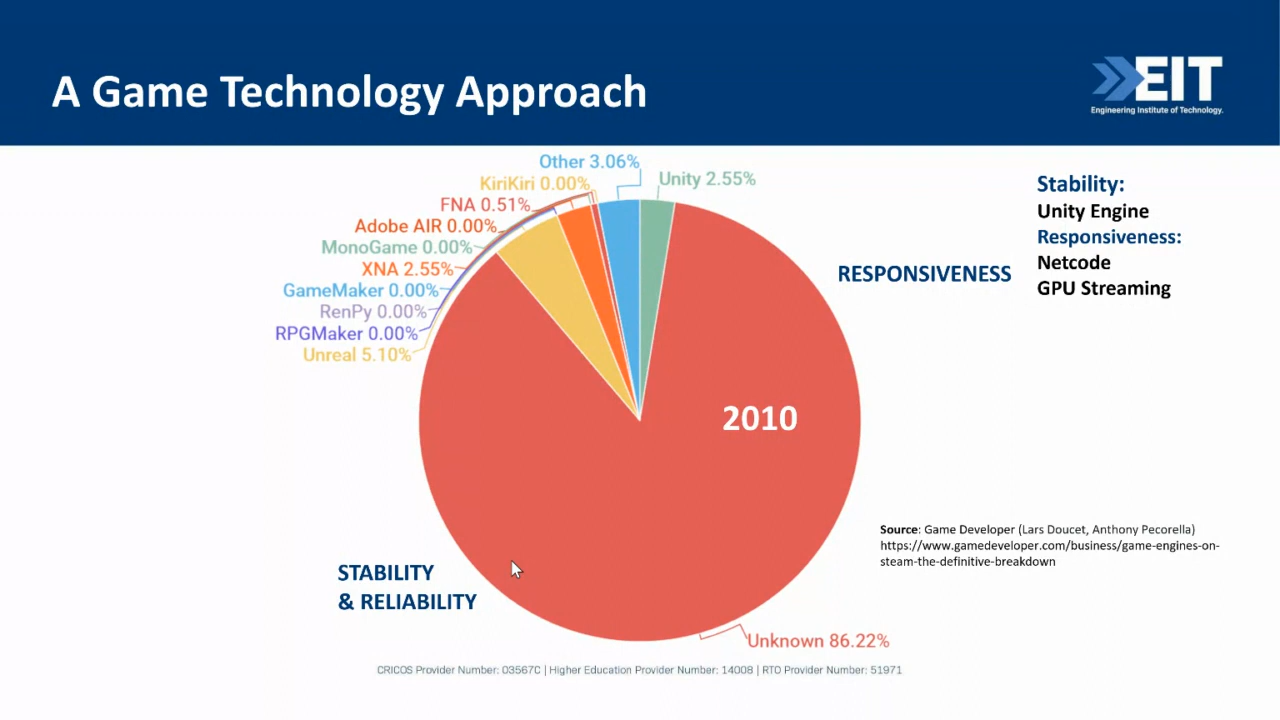 A Game Technology Approach
EIT
Engineering Institute of Technology.
Other 3.06%
Unity 2.55%
KiriKiri 0.00%
FNA 0.51%
Adobe AIR 0.00%
MonoGame 0.00%
XNA 2.55%
GameMaker 0.00%
RenPy 0.00%
RPGMaker 0.00%
Unreal 5.10%
Stability:
Unity Engine
Responsiveness:
Netcode
GPU Streaming
RESPONSIVENESS
2010
Source: Game Developer (Lars Doucet, Anthony Pecorella)
https://www.gamedeveloper.com/business/game-engines-on-
steam-the-definitive-breakdown
STABILITY
& RELIABILITY
Unknown 86.22%
CRICOS Provider Number: 03567C | Higher Education Provider Number: 14008 | RTO Provider Number: 51971